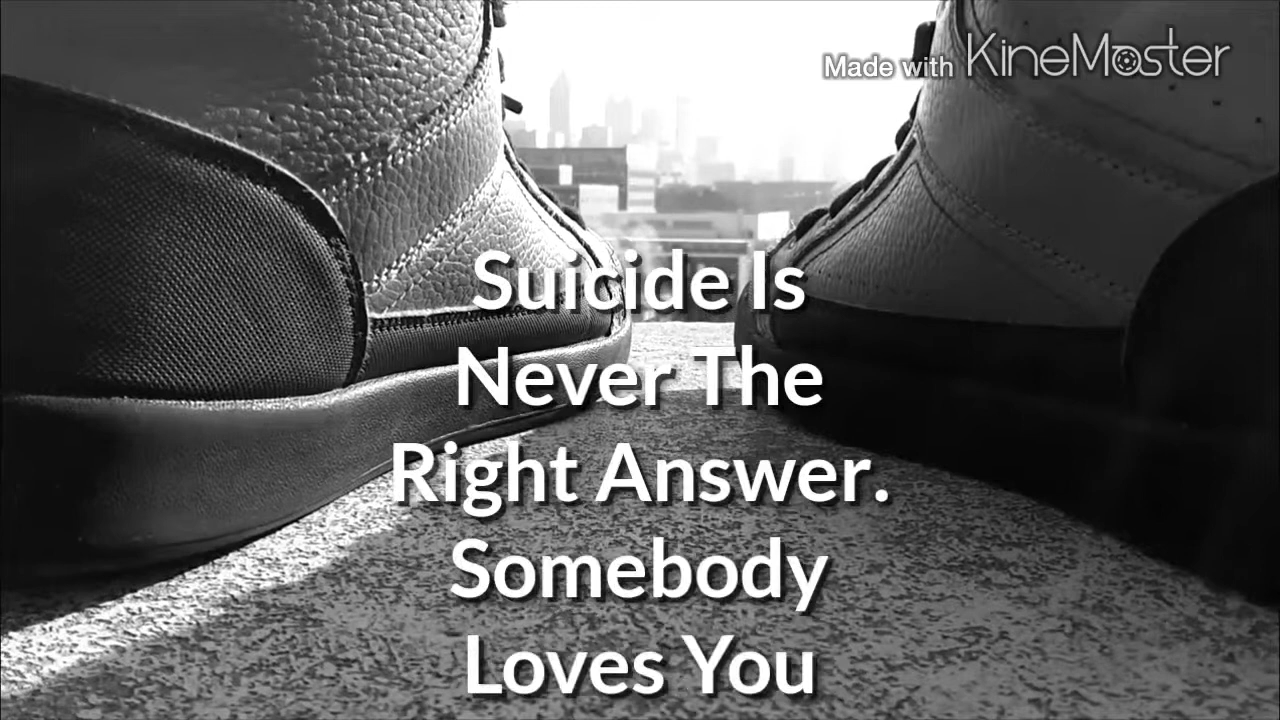 Made with KineMaster
Suicide Is
Never The
Right Answer.
Somebody
Loves You